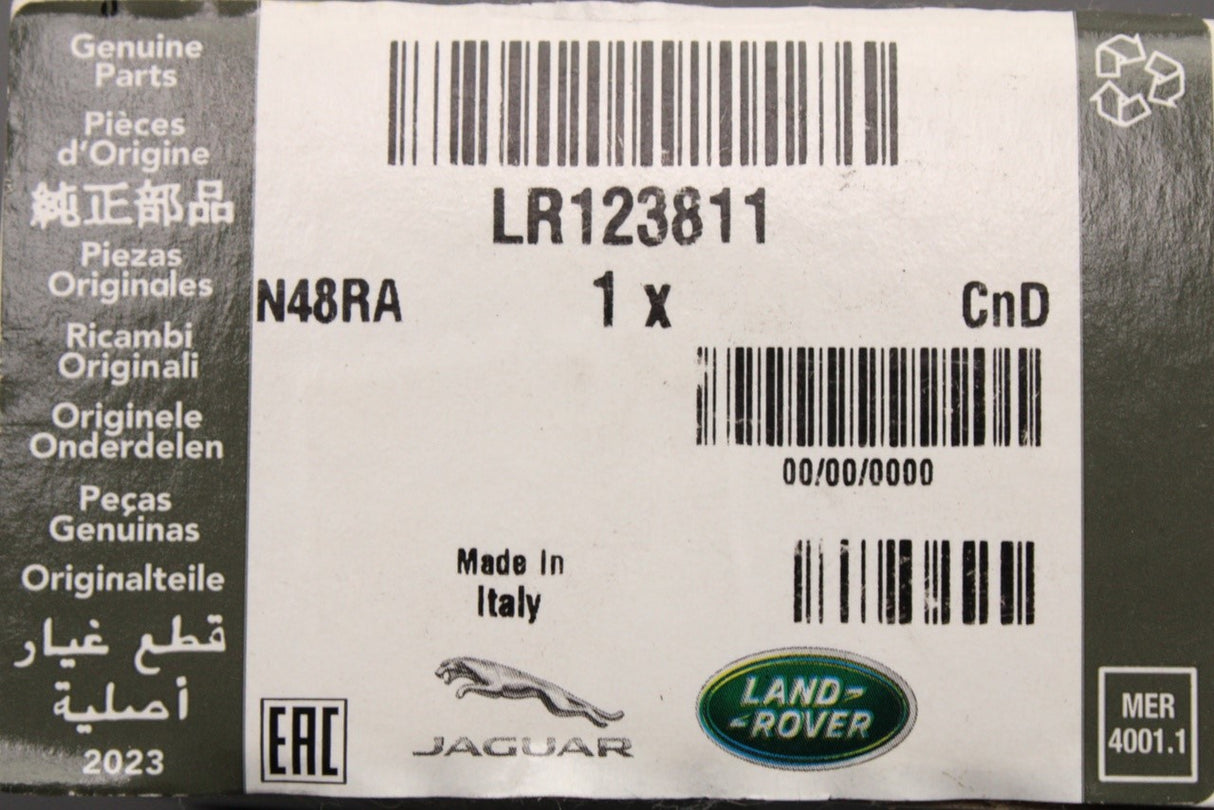 Genuine
Parts
Pièces
d'Origine
純正部品
Piezas
Originales
Ricambi
Originali
Originele
Onderdelen
Peças
Genuinas
Originalteile
قطع غيار
أصلية
2023
LR123811
N48RA 1 x CnD
00/00/0000
Made In
Italy
EAC
JAGUAR
LAND-
-ROVER
MER
4001.1